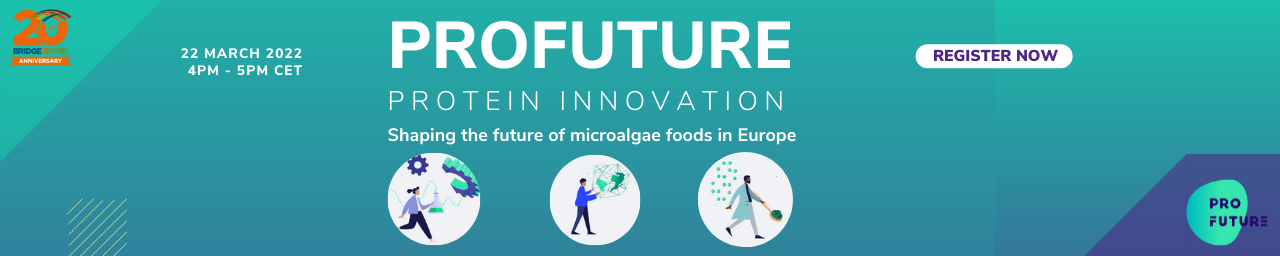 20
BRIDGE2FOOD
ANNIVERSARY
22 MARCH 2022
4PM - 5PM CET
PROFUTURE
PROTEIN INNOVATION
Shaping the future of microalgae foods in Europe
REGISTER NOW
PRO
FUTURE